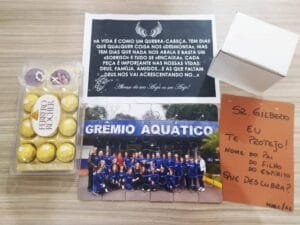 "A VIDA É COMO UM QUEBRA-CABEÇA. TEM DIAS
QUE QUALQUER COISA NOS «DESMONTA», MAS
TEM DIAS QUE NADA NOS ABALA E BASTA UM
«SORRISO» E TUDO SE «ENCAIXA». CADA
PEÇA É IMPORTANTE NAS NOSSAS VIDAS:
DEUS, FAMÍLIA, AMIGOS... E AS QUE FALTAM
DEUS NOS VAI ACRESCENTANDO NO..."
FERRERO
ROCHER
GRÊMIO AQUÁTICO
SR. GILBERTO
EU
TE PROTEJO!
NOME DO PAI
DO FILHO
DO ESPÍRITO
QUE DESCUBRA?